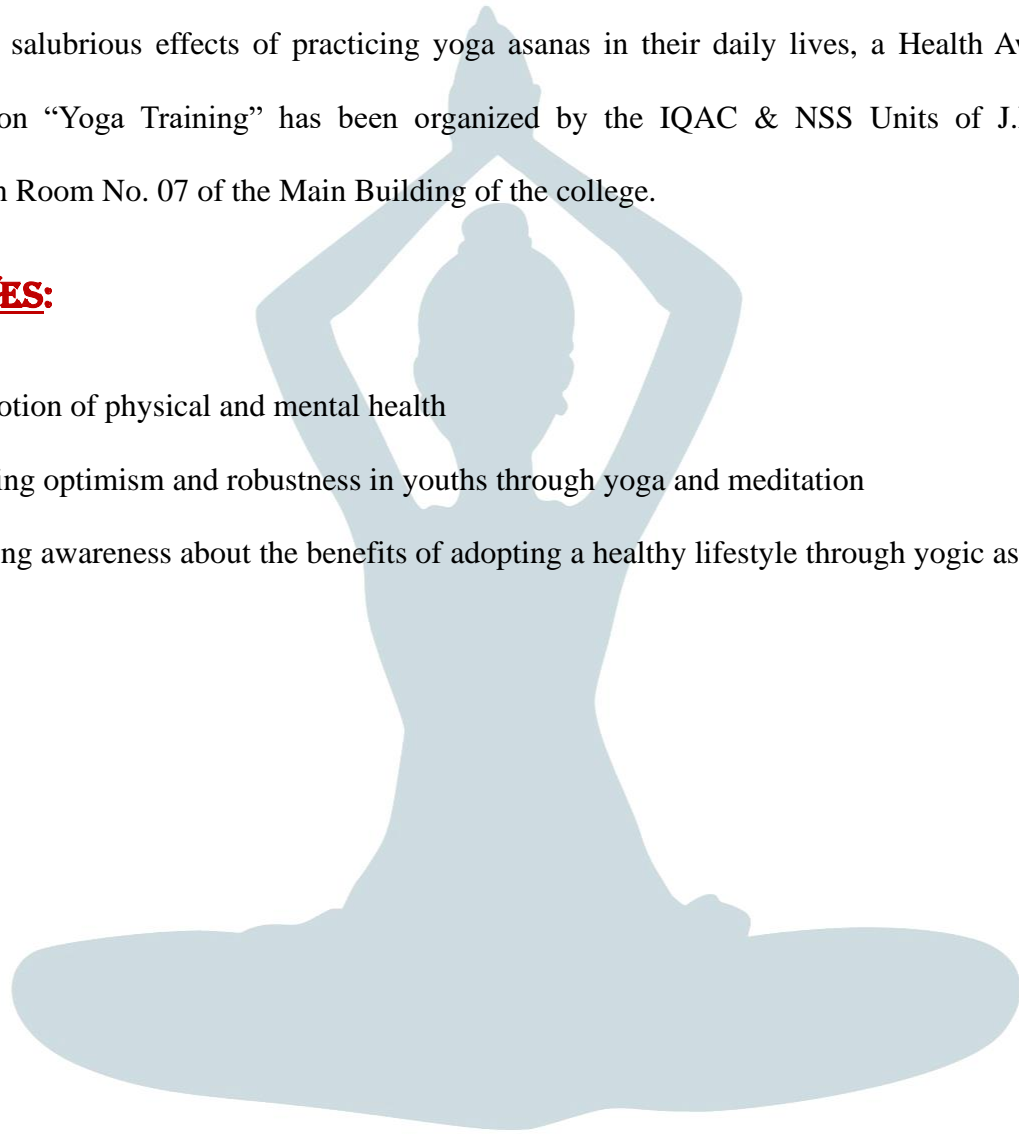 salubrious effects of practicing yoga asanas in their daily lives, a Health
on “Yoga Training” has been organized by the IQAC & NSS Units of
Room No. 07 of the Main Building of the college.
ES:
otion of physical and mental health
ing optimism and robustness in youths through yoga and meditation
ing awareness about the benefits of adopting a healthy lifestyle through yogic as